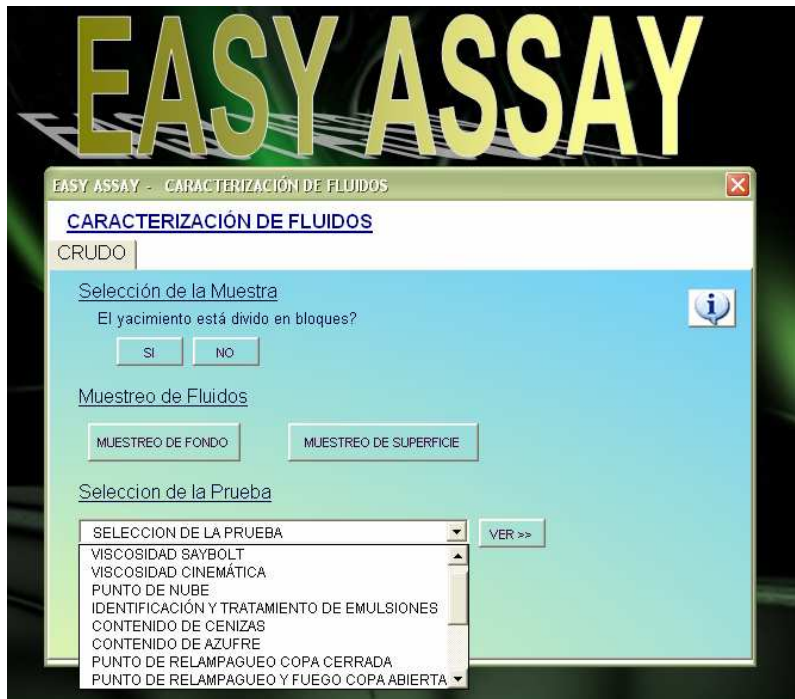 EASY ASSAY
EASY ASSAY - CARACTERIZACIÓN DE FLUIDOS
CARACTERIZACIÓN DE FLUIDOS
CRUDO
Selección de la Muestra
El yacimiento está divido en bloques?
SI NO
Muestreo de Fluidos
MUESTREO DE FONDO MUESTREO DE SUPERFICIE
Seleccion de la Prueba
SELECCION DE LA PRUEBA VER >>
VISCOSIDAD SAYBOLT
VISCOSIDAD CINEMÁTICA
PUNTO DE NUBE
IDENTIFICACIÓN Y TRATAMIENTO DE EMULSIONES
CONTENIDO DE CENIZAS
CONTENIDO DE AZUFRE
PUNTO DE RELAMPAGUEO COPA CERRADA
PUNTO DE RELAMPAGUEO Y FUEGO COPA ABIERTA